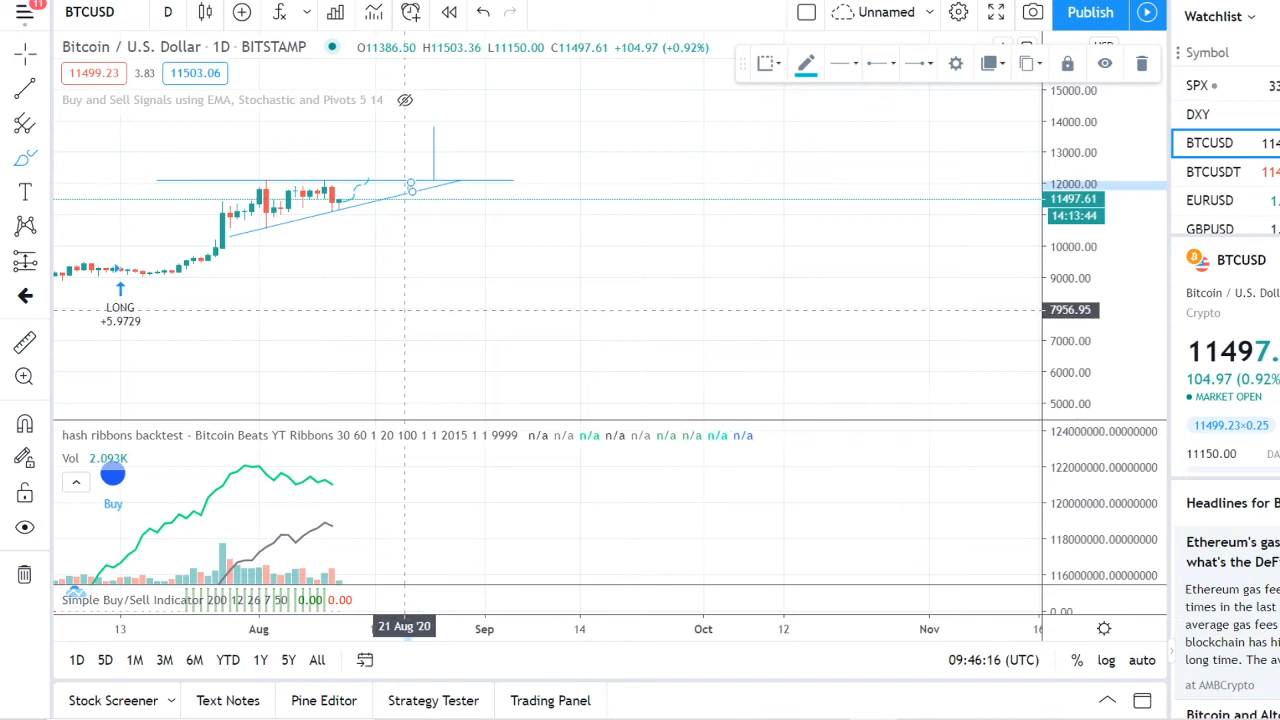 11
BTCUSD D Unnamed Publish
Watchlist
Bitcoin / U.S. Dollar · 1D · BITSTAMP O11386.50 H11503.36 L11150.00 C11497.61 +104.97 (+0.92%)
Symbol
11499.23 3.83 11503.06
Buy and Sell Signals using EMA, Stochastic and Pivots 5 14
15000.00
14000.00
13000.00
12000.00
11497.61
14:13:44
10000.00
9000.00
7956.95
7000.00
6000.00
5000.00
LONG
+5.9729
SPX 33
DXY
BTCUSD 114
BTCUSDT 114
EURUSD 1.
GBPUSD 1.
BTCUSD
Bitcoin / U.S. Doll
Crypto
11497.
104.97 (0.92%
MARKET OPEN
11499.23×0.25
11150.00 DA
hash ribbons backtest - Bitcoin Beats YT Ribbons 30 60 1 20 100 1 1 2015 1 1 9999 n/a n/a n/a n/a n/a n/a n/a n/a n/a
Vol 2.093K
Buy
124000000.00000000
122000000.00000000
120000000.00000000
118000000.00000000
116000000.00000000
Simple Buy/Sell Indicator 200 12 26 7 50 0.00 0.00
0.00
13 Aug 21 Aug '20 Sep 14 Oct 12 Nov 16
Headlines for B
Ethereum's gas
what's the DeF
Ethereum gas fee
times in the last
average gas fees
blockchain has hi
long time. The av
at AMBCrypto
Bitcoin and Alt
1D 5D 1M 3M 6M YTD 1Y 5Y All 09:46:16 (UTC) % log auto
Stock Screener Text Notes Pine Editor Strategy Tester Trading Panel